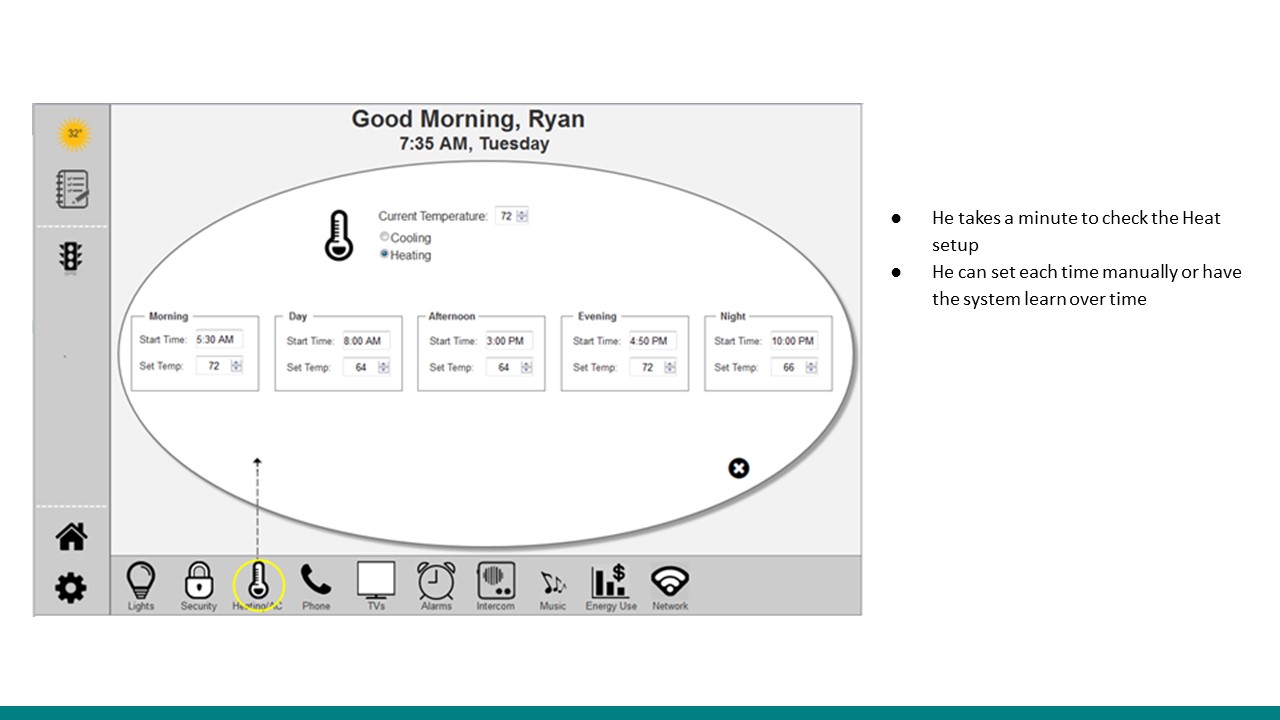 Good Morning, Ryan
7:35 AM, Tuesday
32°
Current Temperature: 72
Cooling
Heating
Morning
Start Time: 5:30 AM
Set Temp: 72
Day
Start Time: 8:00 AM
Set Temp: 64
Afternoon
Start Time: 3:00 PM
Set Temp: 64
Evening
Start Time: 4:50 PM
Set Temp: 72
Night
Start Time: 10:00 PM
Set Temp: 66
Lights
Security
Heating/AC
Phone
TVs
Alarms
Intercom
Music
Energy Use
Network
● He takes a minute to check the Heat
setup
● He can set each time manually or have
the system learn over time